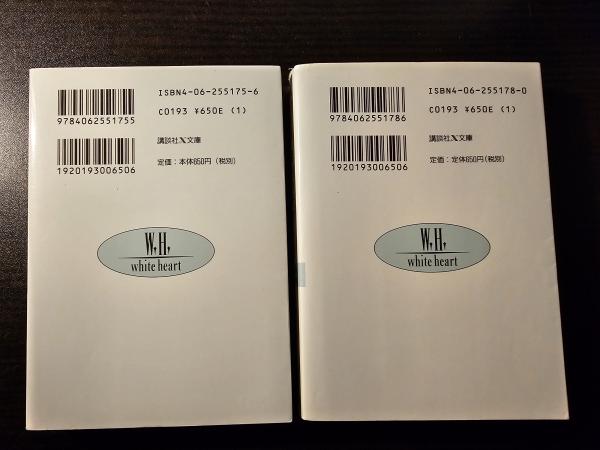 ISBN4-06-255175-6
C0193 ¥650E (1)
9784062551755
講談社X文庫
定価：本体650円（税別）
1920193006506
W.H.
white heart
ISBN4-06-255178-0
C0193 ¥650E (1)
9784062551786
講談社X文庫
定価：定体650円（税別）
1920193006506
W.H.
white heart